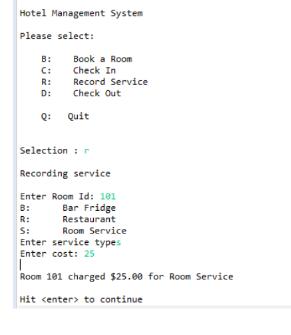 Hotel Management System
Please select:
B: Book a Room
C: Check In
R: Record Service
D: Check Out
Q: Quit
Selection : r
Recording service
Enter Room Id: 101
B: Bar Fridge
R: Restaurant
S: Room Service
Enter service types
Enter cost: 25
Room 101 charged $25.00 for Room Service
Hit <enter> to continue